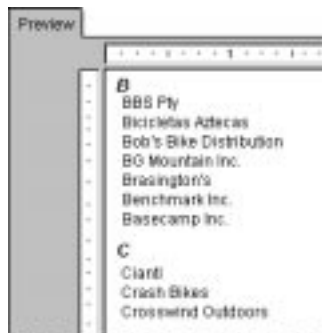 Preview
B
BBS Pty
Bicicletas Aztecas
Bob's Bike Distribution
BG Mountain Inc.
Brasington's
Benchmark Inc.
Basecamp Inc.
C
Cianti
Crash Bikes
Crosswind Outdoors